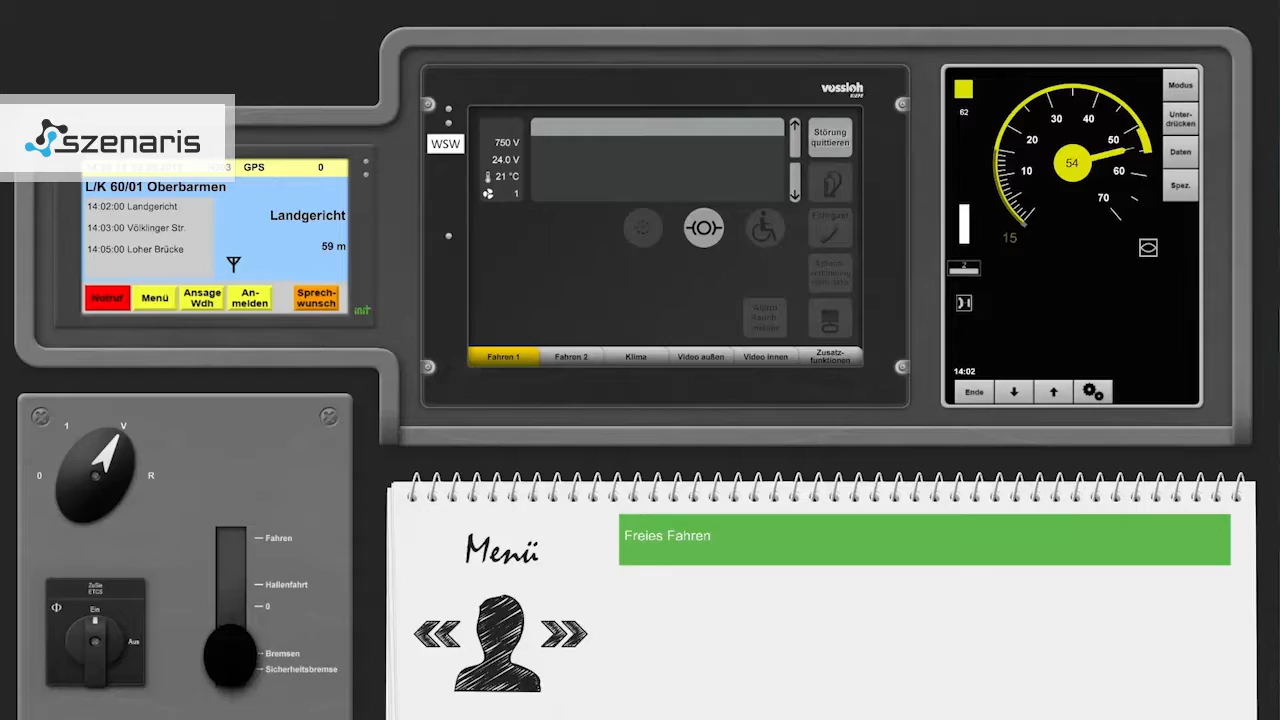 szenaris
GPS 0
L/K 60/01 Oberbarmen
14:02:00 Landgericht
14:03:00 Völklinger Str.
14:05:00 Loher Brücke
Landgericht
59 m
Notruf
Menü
Ansage
Wdh
An-
melden
Sprech-
wunsch
init
vossloh
KIEPE
WSW
750 V
24.0 V
21 °C
1
Störung
quittieren
Fahren 1
Fahren 2
Klima
Video außen
Video innen
Zusatz-
funktionen
62
10
20
30
40
50
60
70
54
15
2
14:02
Modus
Unter-
drücken
Daten
Spez.
Ende
0
1
V
R
ZuSie
ETCS
Ein
Aus
Fahren
Hallenfahrt
0
Bremsen
Sicherheitsbremse
Menü
Freies Fahren